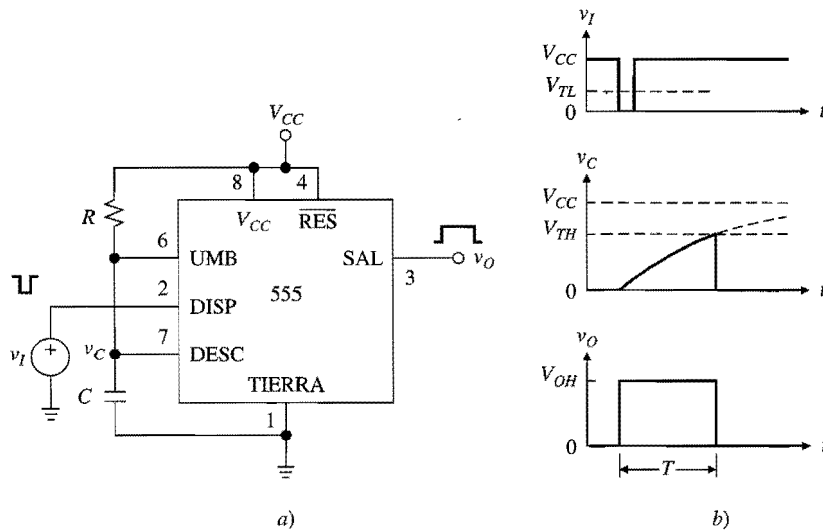 v_I
V_CC
V_TL
0
t
v_C
V_CC
V_TH
0
t
v_O
V_OH
0
t
T
b)
V_CC
8
4
R
V_CC
RES
6
UMB
SAL
v_O
3
2
DISP
555
7
v_I
+
v_C
DESC
C
TIERRA
1
a)